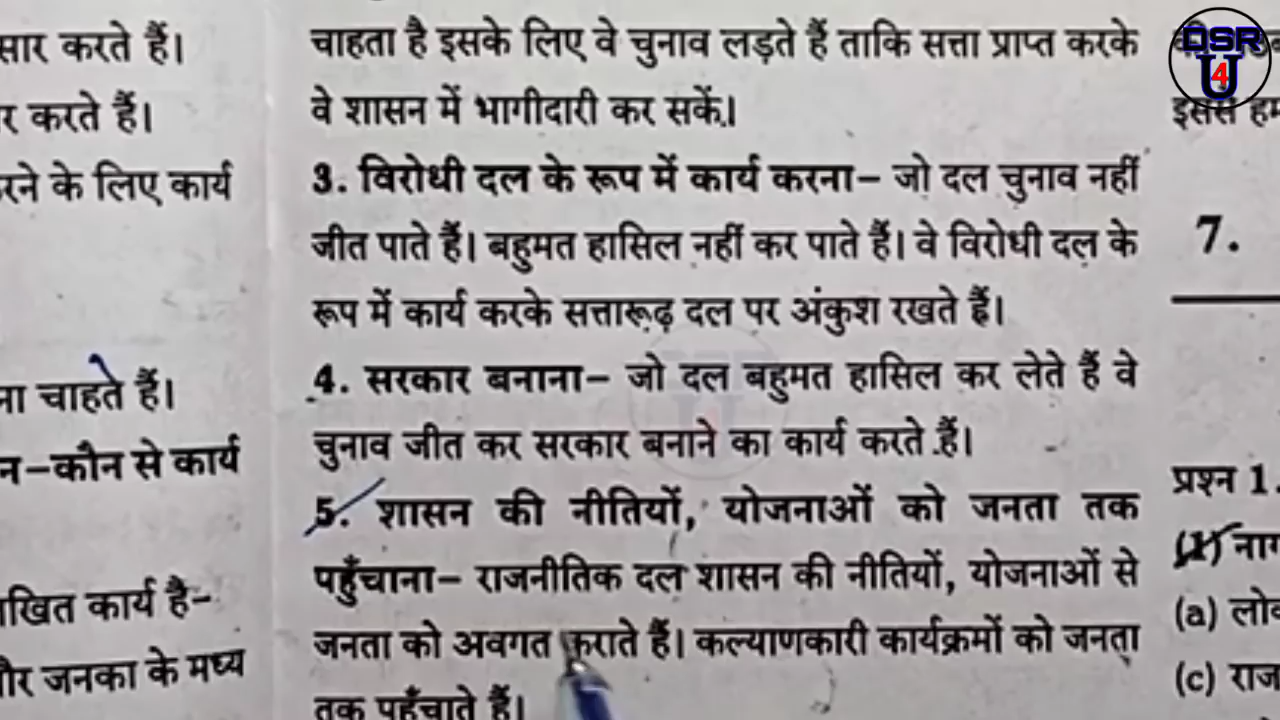 सार करते हैं।
र करते हैं।
रने के लिए कार्य
ना चाहते हैं।
न–कौन से कार्य
खित कार्य है–
और जनका के मध्य
चाहता है इसके लिए वे चुनाव लड़ते हैं ताकि सत्ता प्राप्त करके
वे शासन में भागीदारी कर सकें।
3. विरोधी दल के रूप में कार्य करना– जो दल चुनाव नहीं
जीत पाते हैं। बहुमत हासिल नहीं कर पाते हैं। वे विरोधी दल के
रूप में कार्य करके सत्तारूढ़ दल पर अंकुश रखते हैं।
4. सरकार बनाना– जो दल बहुमत हासिल कर लेते हैं वे
चुनाव जीत कर सरकार बनाने का कार्य करते हैं।
5. शासन की नीतियों, योजनाओं को जनता तक
पहुँचाना– राजनीतिक दल शासन की नीतियों, योजनाओं से
जनता को अवगत कराते हैं। कल्याणकारी कार्यक्रमों को जनता
तक पहुँचाते हैं।
DSR
4
U
इससे हम
7.
प्रश्न 1.
(1) नाग
(a) लोक
(c) राज